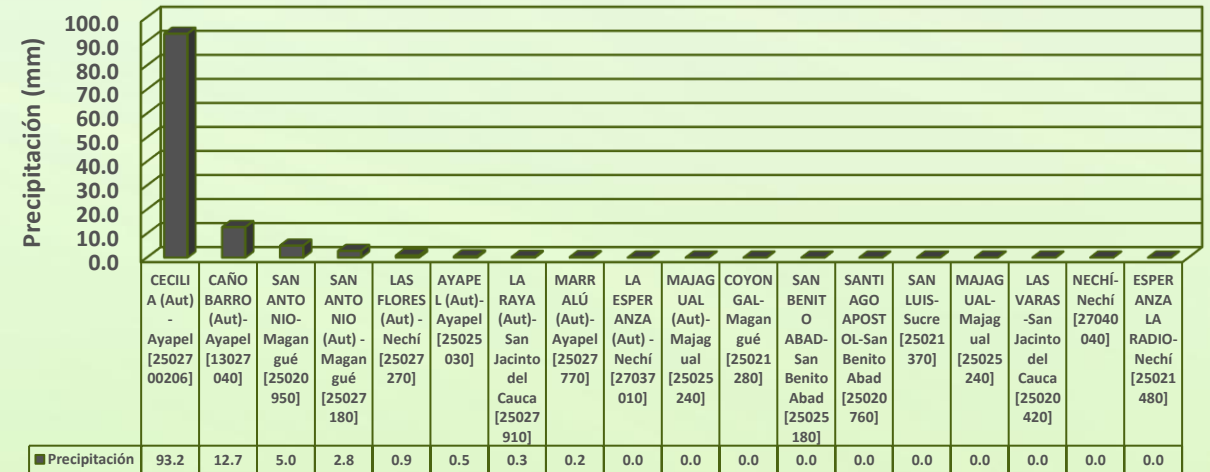 Precipitación (mm)
100.0
90.0
80.0
70.0
60.0
50.0
40.0
30.0
20.0
10.0
0.0
CECILI
A (Aut)
-
Ayapel
[25027
00206]
CAÑO
BARRO
(Aut)-
Ayapel
[13027
040]
SAN
ANTO
NIO-
Magan
gué
[25020
950]
SAN
ANTO
NIO
(Aut) -
Magan
gué
[25027
180]
LAS
FLORES
(Aut) -
Nechí
[25027
270]
AYAPE
L (Aut)-
Ayapel
[25025
030]
LA
RAYA
(Aut)-
San
Jacinto
del
Cauca
[25027
910]
MARR
ALÚ
(Aut)-
Ayapel
[25027
770]
LA
ESPER
ANZA
(Aut) -
Nechí
[27037
010]
MAJAG
UAL
(Aut)-
Majag
ual
[25025
240]
COYON
GAL-
Magan
gué
[25021
280]
SAN
BENIT
O
ABAD-
San
Benito
Abad
[25025
180]
SANTI
AGO
APOST
OL-San
Benito
Abad
[25020
760]
SAN
LUIS-
Sucre
[25021
370]
MAJAG
UAL-
Majag
ual
[25025
240]
LAS
VARAS
-San
Jacinto
del
Cauca
[25020
420]
NECHÍ-
Nechí
[27040
040]
ESPER
ANZA
LA
RADIO-
Nechí
[25021
480]
Precipitación 93.2 12.7 5.0 2.8 0.9 0.5 0.3 0.2 0.0 0.0 0.0 0.0 0.0 0.0 0.0 0.0 0.0 0.0